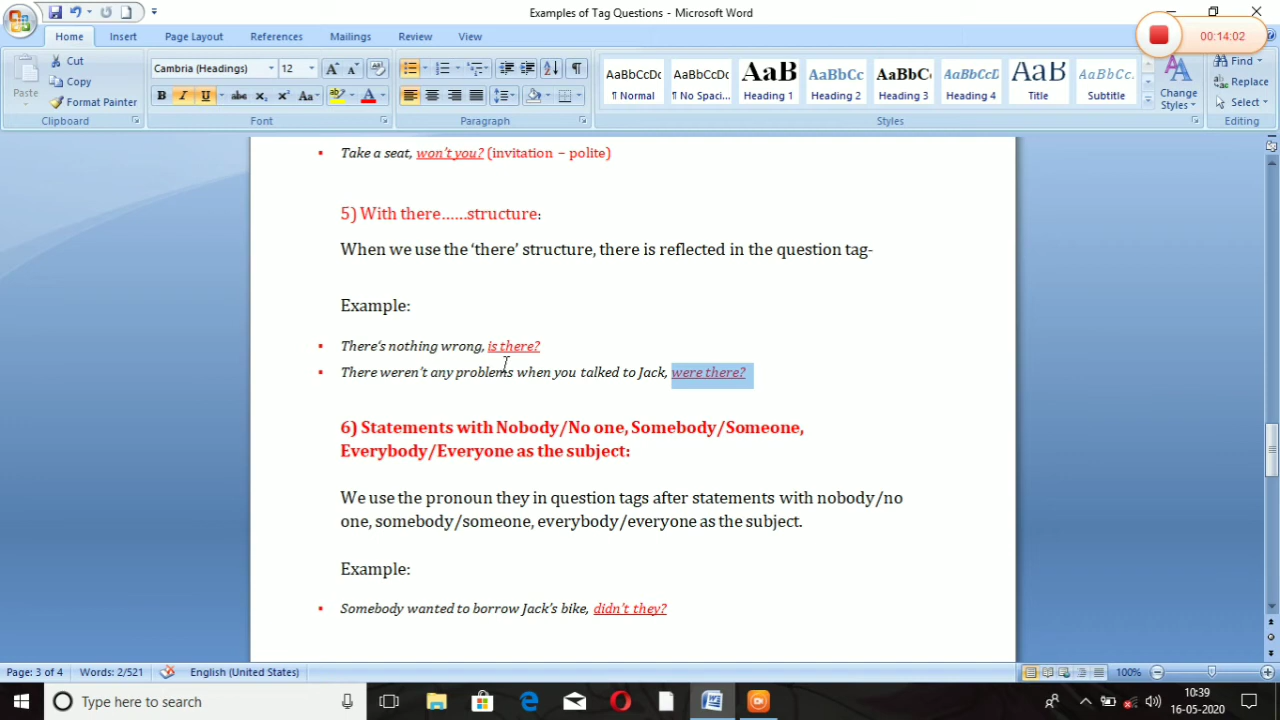 Examples of Tag Questions - Microsoft Word
00:14:02
Home Insert Page Layout References Mailings Review View
Paste
Cut
Copy
Format Painter
Clipboard
Cambria (Headings) 12
B I U abc x₂ x² Aa
Font
Paragraph
AaBbCcDc AaBbCcDc AaB AaBbCc AaBbC AaBbCcD AaB AaBbCc.
¶ Normal ¶ No Spaci... Heading 1 Heading 2 Heading 3 Heading 4 Title Subtitle
Change
Styles
Styles
Find
Replace
Select
Editing
Take a seat, won't you? (invitation – polite)
5) With there......structure:
When we use the 'there' structure, there is reflected in the question tag-
Example:
There's nothing wrong, is there?
There weren't any problems when you talked to Jack, were there?
6) Statements with Nobody/No one, Somebody/Someone,
Everybody/Everyone as the subject:
We use the pronoun they in question tags after statements with nobody/no
one, somebody/someone, everybody/everyone as the subject.
Example:
Somebody wanted to borrow Jack's bike, didn't they?
Page: 3 of 4 Words: 2/521 English (United States) 100%
Type here to search
10:39
16-05-2020